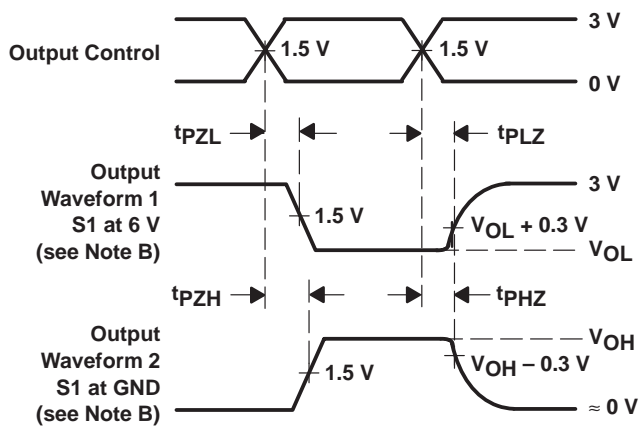 3 V
Output Control
1.5 V
1.5 V
0 V
tPZL
tPLZ
Output
Waveform 1
S1 at 6 V
(see Note B)
3 V
1.5 V
VOL + 0.3 V
VOL
tPZH
tPHZ
Output
Waveform 2
S1 at GND
(see Note B)
VOH
1.5 V
VOH – 0.3 V
≈ 0 V